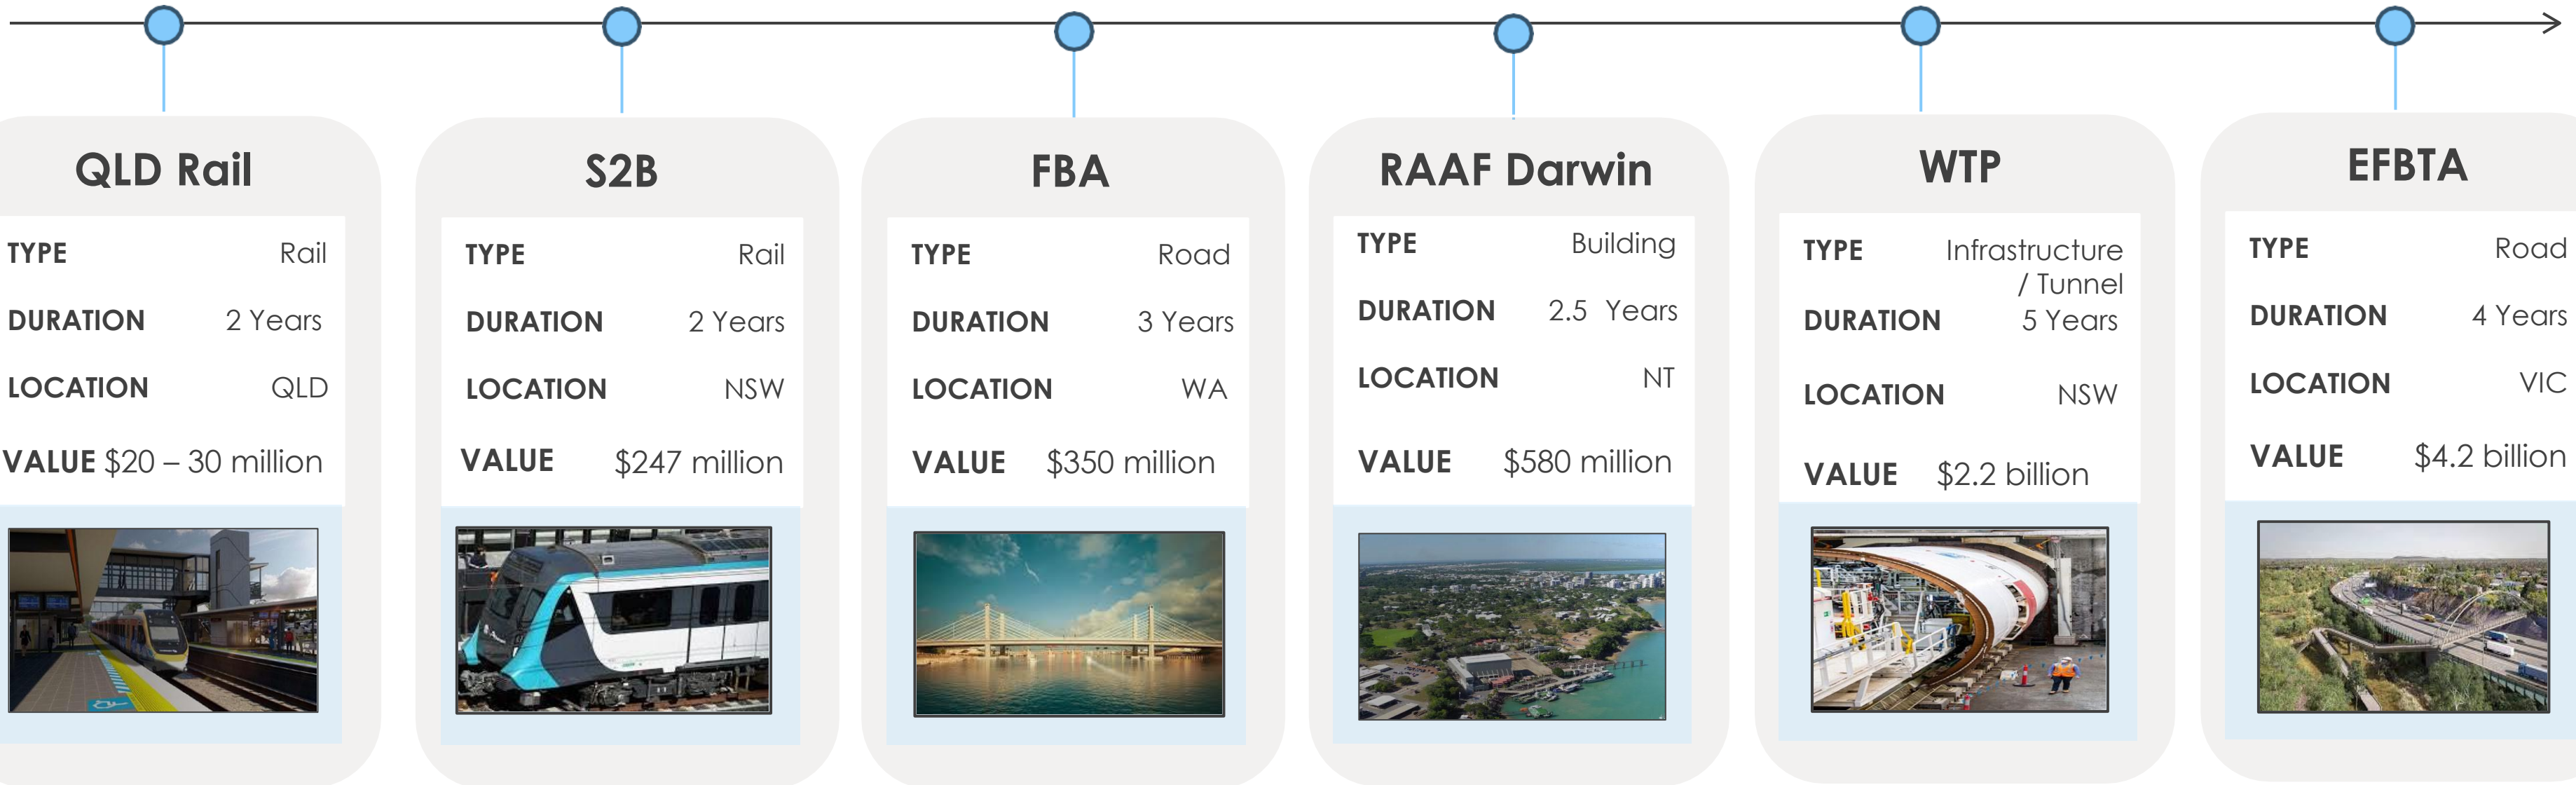 QLD Rail
TYPE Rail
DURATION 2 Years
LOCATION QLD
VALUE $20 – 30 million
S2B
TYPE Rail
DURATION 2 Years
LOCATION NSW
VALUE $247 million
FBA
TYPE Road
DURATION 3 Years
LOCATION WA
VALUE $350 million
RAAF Darwin
TYPE Building
DURATION 2.5 Years
LOCATION NT
VALUE $580 million
WTP
TYPE Infrastructure
/ Tunnel
DURATION 5 Years
LOCATION NSW
VALUE $2.2 billion
EFBTA
TYPE Road
DURATION 4 Years
LOCATION VIC
VALUE $4.2 billion